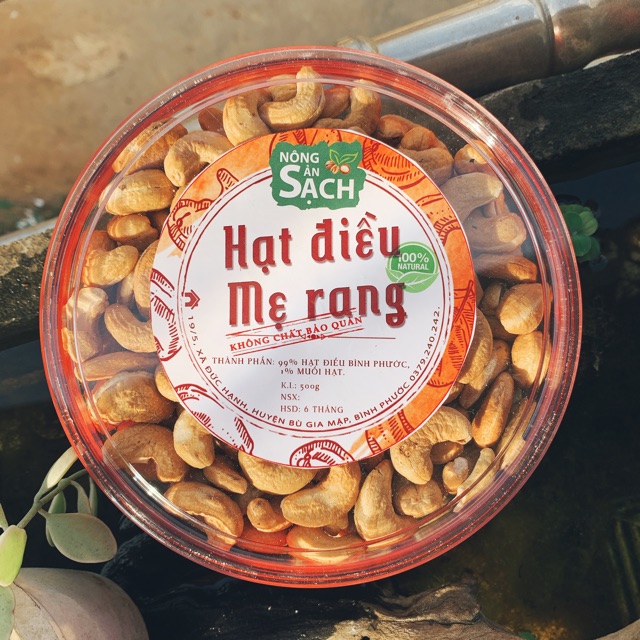 NÔNG
ĂN
SẠCH
Hạt điều
Mẹ rang
100%
NATURAL
KHÔNG CHẤT BẢO QUẢN
THÀNH PHẦN: 99% HẠT ĐIỀU BÌNH PHƯỚC,
1% MUỐI HẠT.
K.L: 500g
NSX:
HSD: 6 THÁNG
197/5, XÃ ĐỨC HẠNH, HUYỆN BÙ GIA MẬP, BÌNH PHƯỚC 0379.240.242.